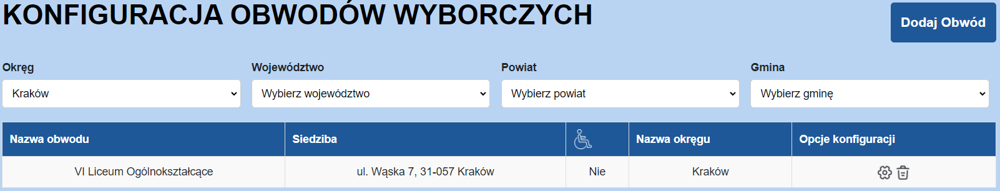 KONFIGURACJA OBWODÓW WYBORCZYCH
Dodaj Obwód
Okręg Województwo Powiat Gmina
Kraków Wybierz województwo Wybierz powiat Wybierz gminę
Nazwa obwodu Siedziba Nazwa okręgu Opcje konfiguracji
VI Liceum Ogólnokształcące ul. Wąska 7, 31-057 Kraków Nie Kraków